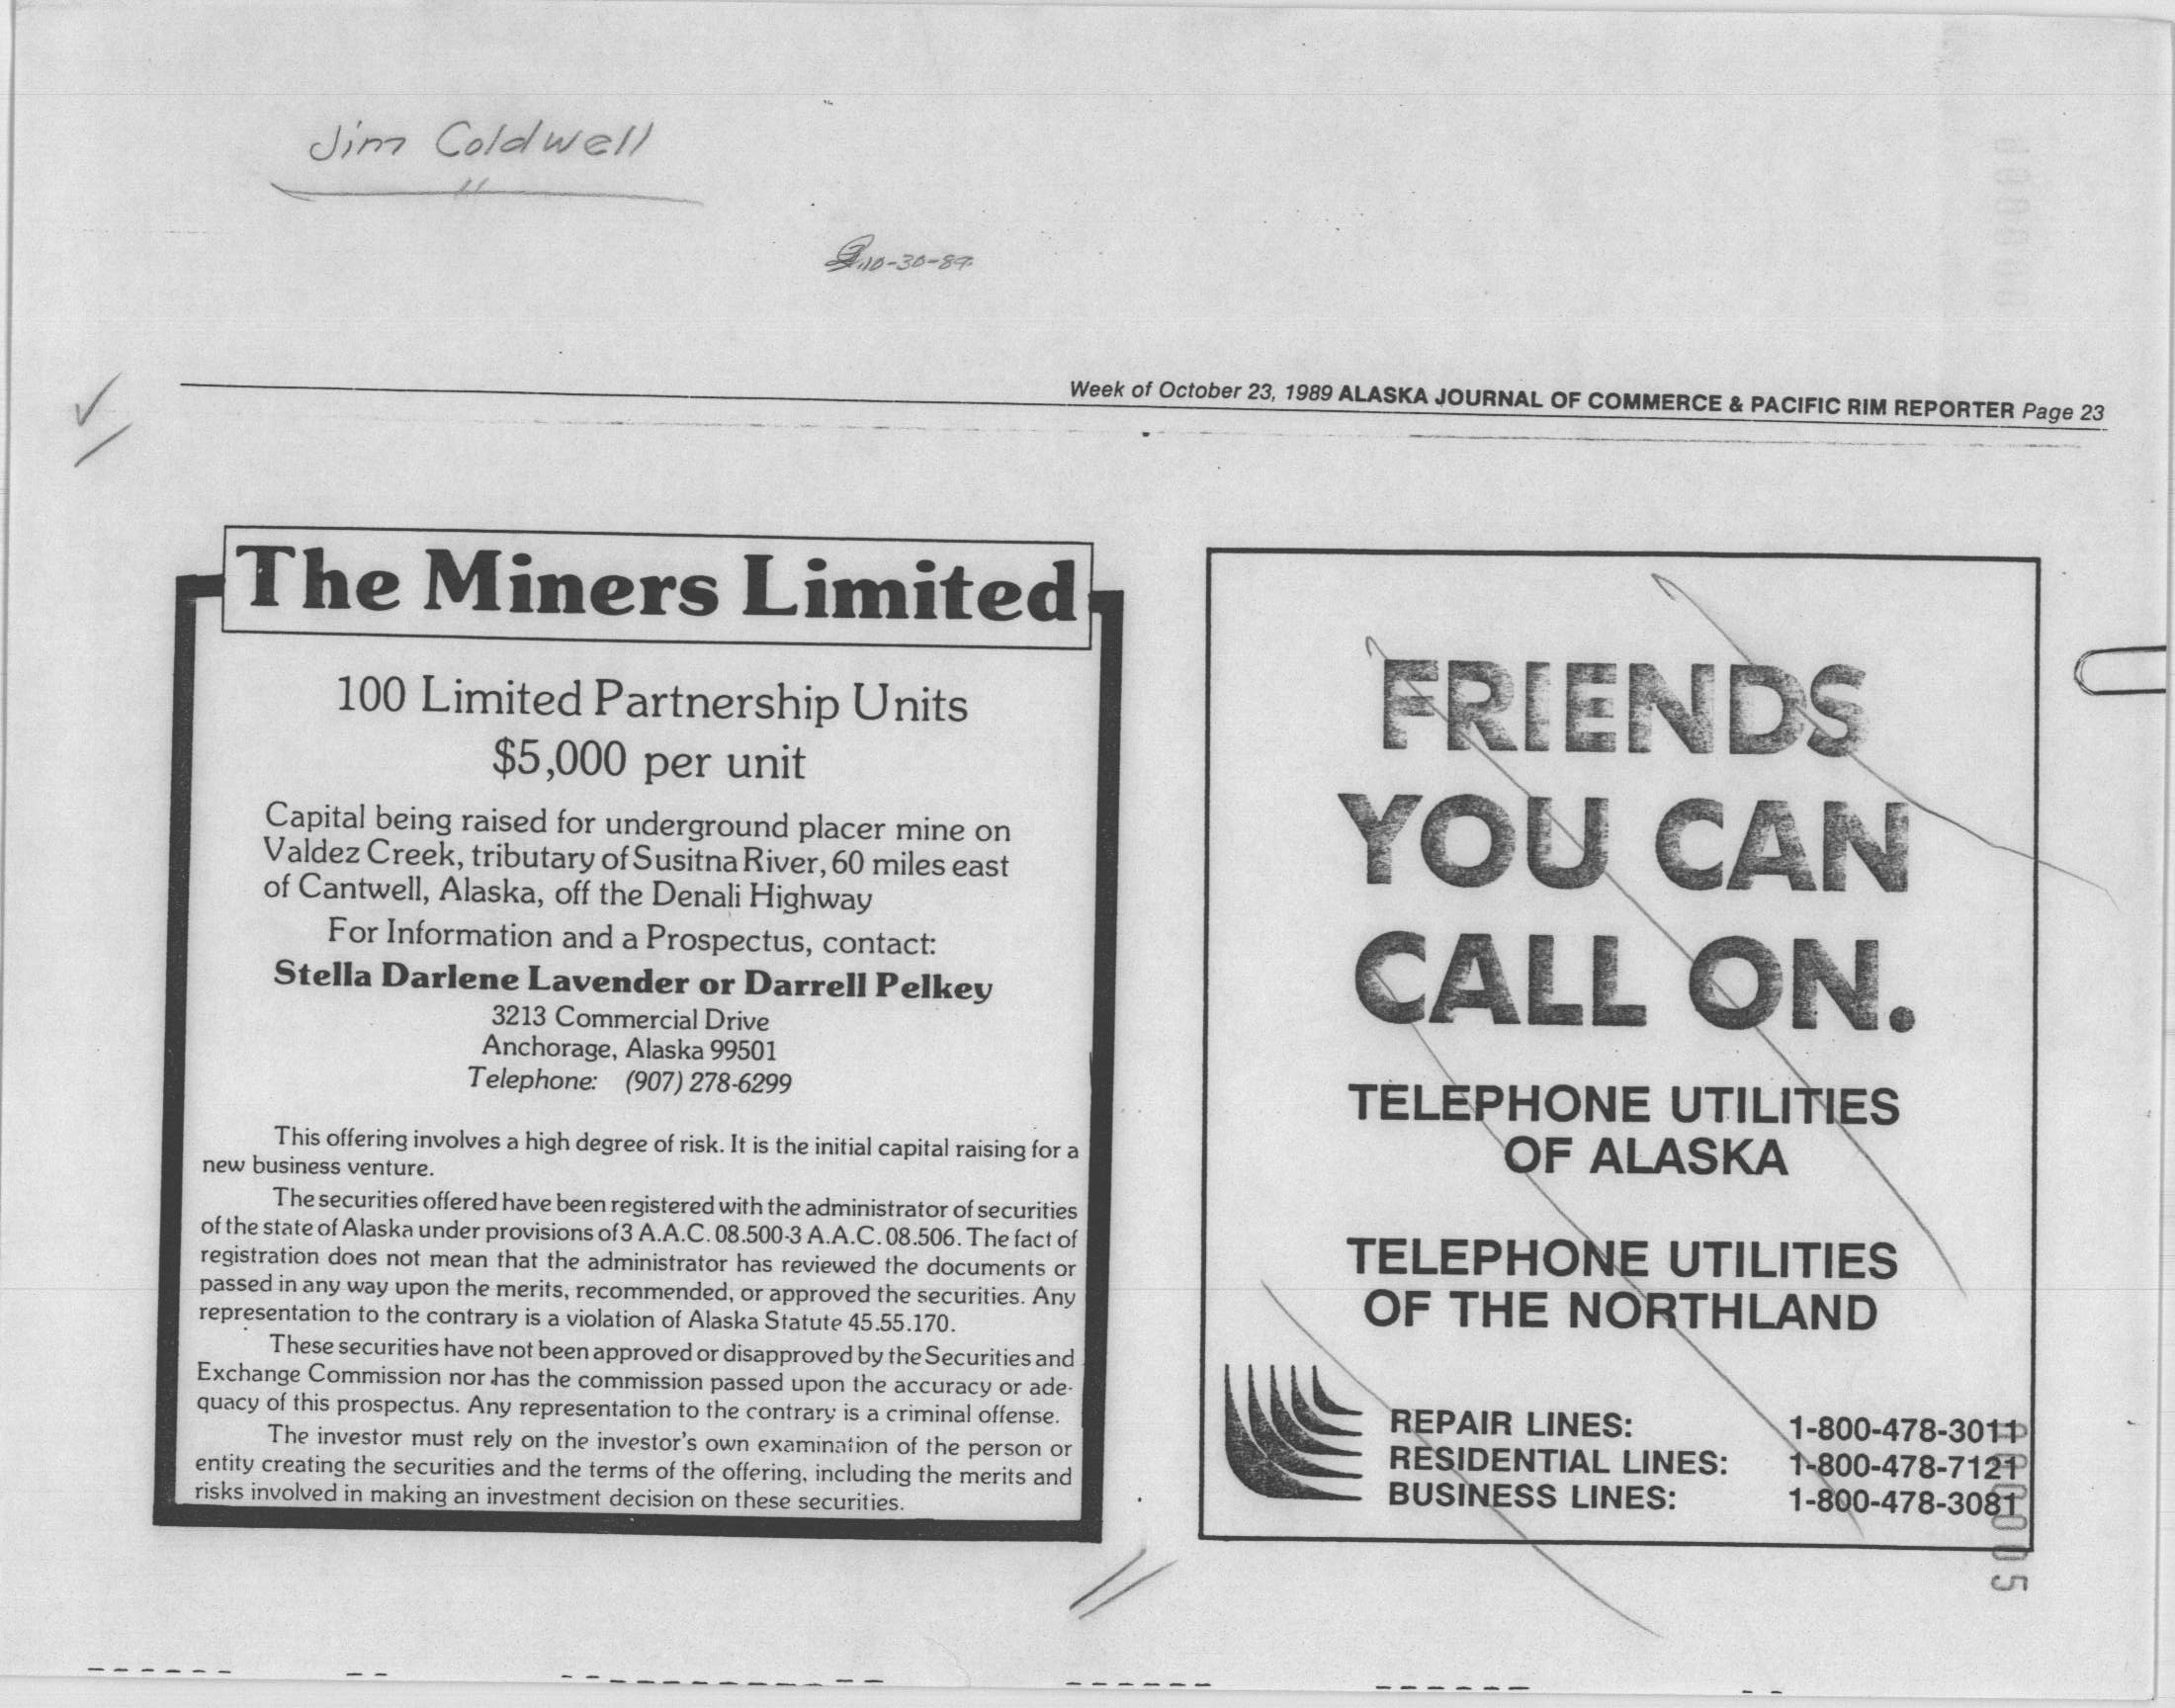 Jim Coldwell
10-30-89
Week of October 23, 1989 ALASKA JOURNAL OF COMMERCE & PACIFIC RIM REPORTER Page 23
The Miners Limited
100 Limited Partnership Units
$5,000 per unit
Capital being raised for underground placer mine on
Valdez Creek, tributary of Susitna River, 60 miles east
of Cantwell, Alaska, off the Denali Highway
For Information and a Prospectus, contact:
Stella Darlene Lavender or Darrell Pelkey
3213 Commercial Drive
Anchorage, Alaska 99501
Telephone: (907) 278-6299
This offering involves a high degree of risk. It is the initial capital raising for a
new business venture.
The securities offered have been registered with the administrator of securities
of the state of Alaska under provisions of 3 A.A.C. 08.500-3 A.A.C. 08.506. The fact of
registration does not mean that the administrator has reviewed the documents or
passed in any way upon the merits, recommended, or approved the securities. Any
representation to the contrary is a violation of Alaska Statute 45.55.170.
These securities have not been approved or disapproved by the Securities and
Exchange Commission nor has the commission passed upon the accuracy or ade-
quacy of this prospectus. Any representation to the contrary is a criminal offense.
The investor must rely on the investor's own examination of the person or
entity creating the securities and the terms of the offering, including the merits and
risks involved in making an investment decision on these securities.
FRIENDS
YOU CAN
CALL ON.
TELEPHONE UTILITIES
OF ALASKA
TELEPHONE UTILITIES
OF THE NORTHLAND
REPAIR LINES: 1-800-478-3011
RESIDENTIAL LINES: 1-800-478-7121
BUSINESS LINES: 1-800-478-3081